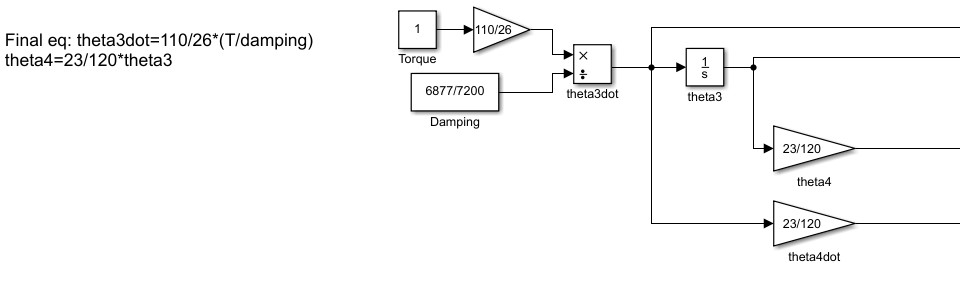 Final eq: theta3dot=110/26*(T/damping)
theta4=23/120*theta3
1
Torque
110/26
6877/7200
Damping
×
÷
theta3dot
1
s
theta3
23/120
theta4
23/120
theta4dot